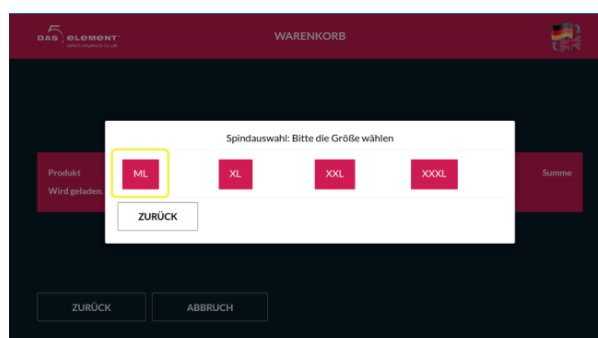 DAS 5 element
WARENKORB
Spindauswahl: Bitte die Größe wählen
ML XL XXL XXXL
ZURÜCK
Produkt Summe
Wird geladen.
ZURÜCK ABBRUCH